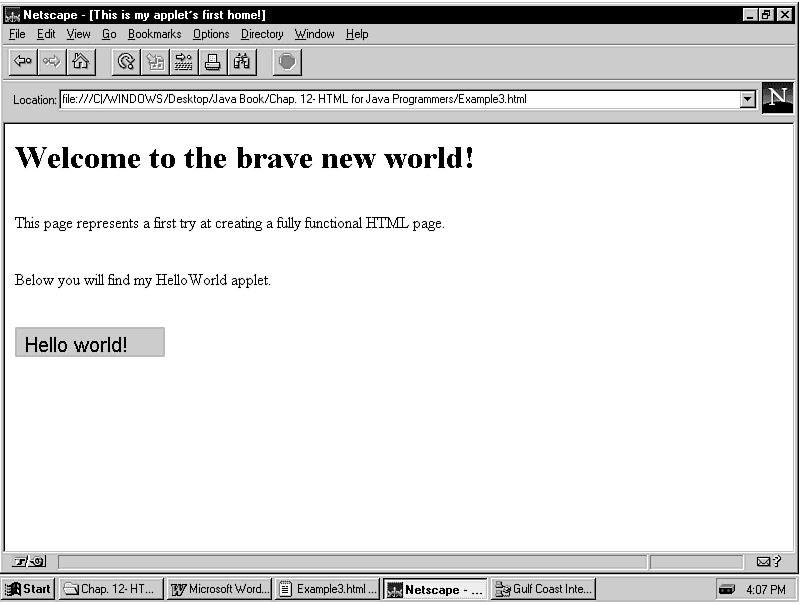 Netscape - [This is my applet's first home!]
File Edit View Go Bookmarks Options Directory Window Help
Location: file:///C|/WINDOWS/Desktop/Java Book/Chap. 12- HTML for Java Programmers/Example3.html
N
Welcome to the brave new world!
This page represents a first try at creating a fully functional HTML page.
Below you will find my HelloWorld applet.
Hello world!
?
Start Chap. 12- HT... Microsoft Word... Example3.html ... Netscape - ... Gulf Coast Inte... 4:07 PM